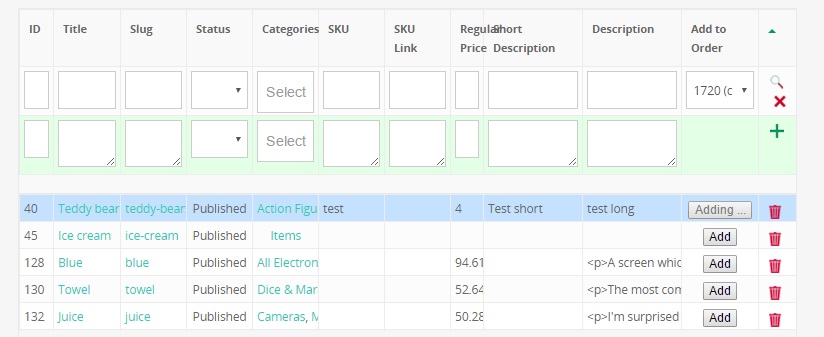 ID Title Slug Status Categories SKU SKU Link Regular Price Short Description Description Add to Order
Select 1720 (c
Select
40 Teddy bear teddy-bear Published Action Figu test 4 Test short test long Adding ...
45 Ice cream ice-cream Published Items Add
128 Blue blue Published All Electron 94.61 <p>A screen whic Add
130 Towel towel Published Dice & Mar 52.64 <p>The most com Add
132 Juice juice Published Cameras, M 50.28 <p>I'm surprised Add